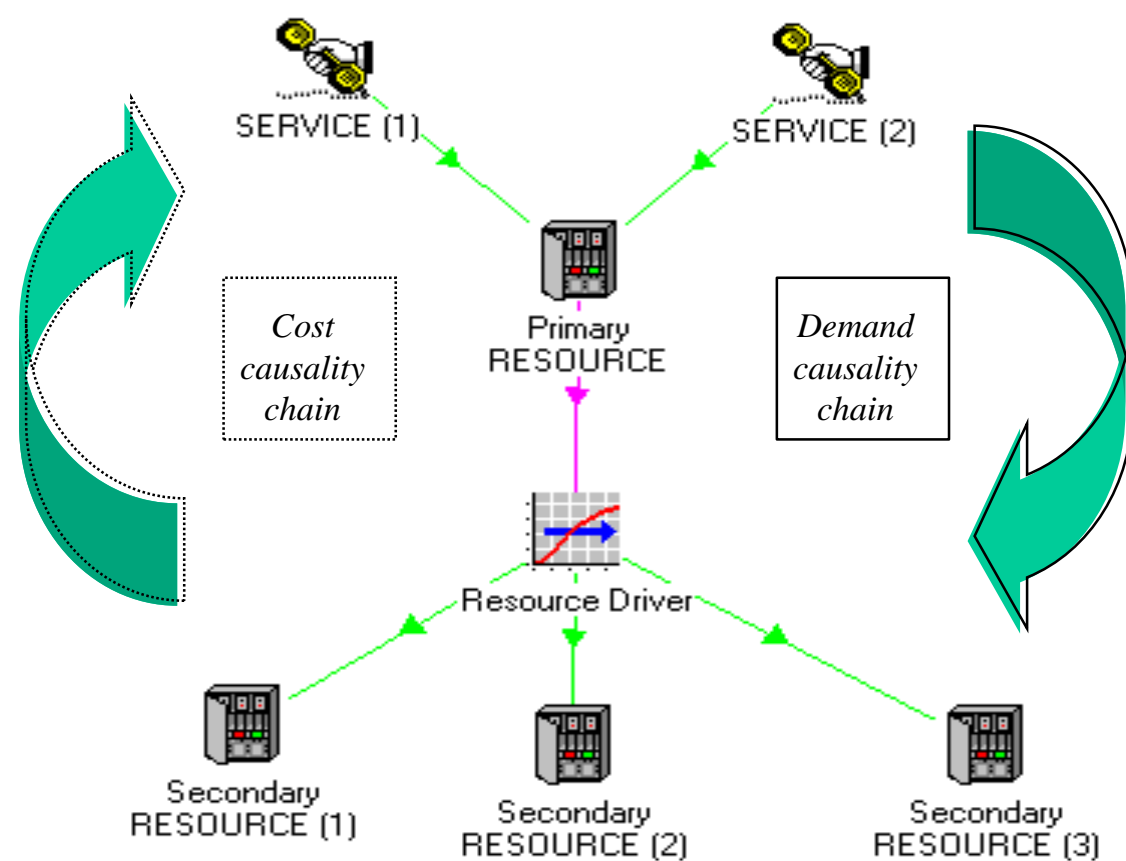 SERVICE (1)
SERVICE (2)
Primary
RESOURCE
Cost
causality
chain
Demand
causality
chain
Resource Driver
Secondary
RESOURCE (1)
Secondary
RESOURCE (2)
Secondary
RESOURCE (3)